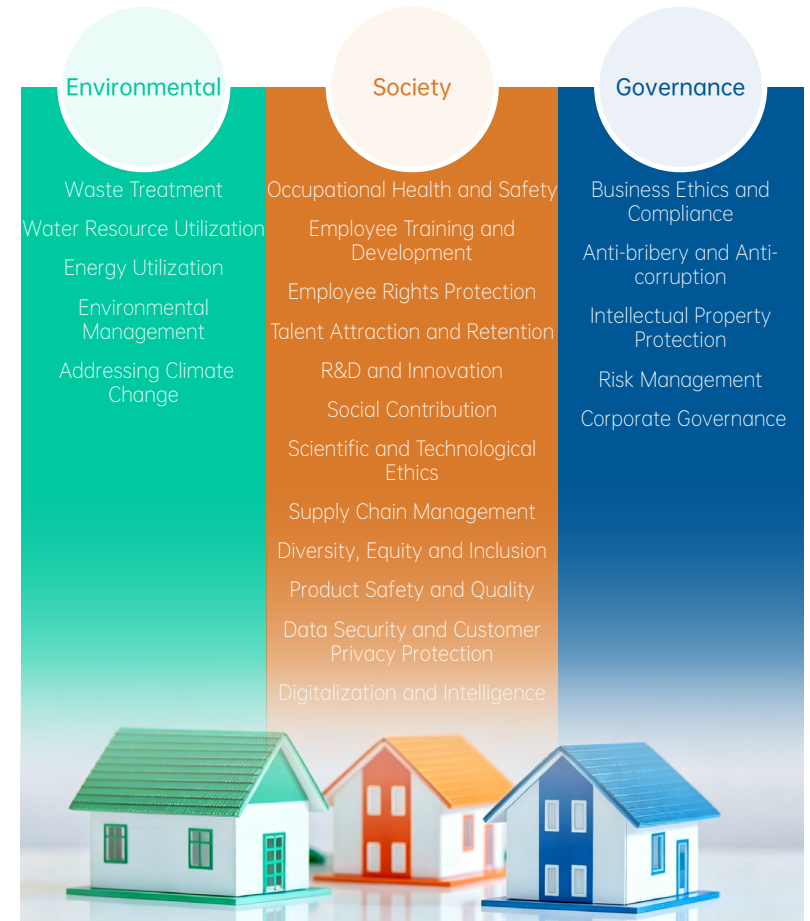 Environmental
Waste Treatment
Water Resource Utilization
Energy Utilization
Environmental
Management
Addressing Climate
Change
Society
Occupational Health and Safety
Employee Training and
Development
Employee Rights Protection
Talent Attraction and Retention
R&D and Innovation
Social Contribution
Scientific and Technological
Ethics
Supply Chain Management
Diversity, Equity and Inclusion
Product Safety and Quality
Data Security and Customer
Privacy Protection
Digitalization and Intelligence
Governance
Business Ethics and
Compliance
Anti-bribery and Anti-
corruption
Intellectual Property
Protection
Risk Management
Corporate Governance